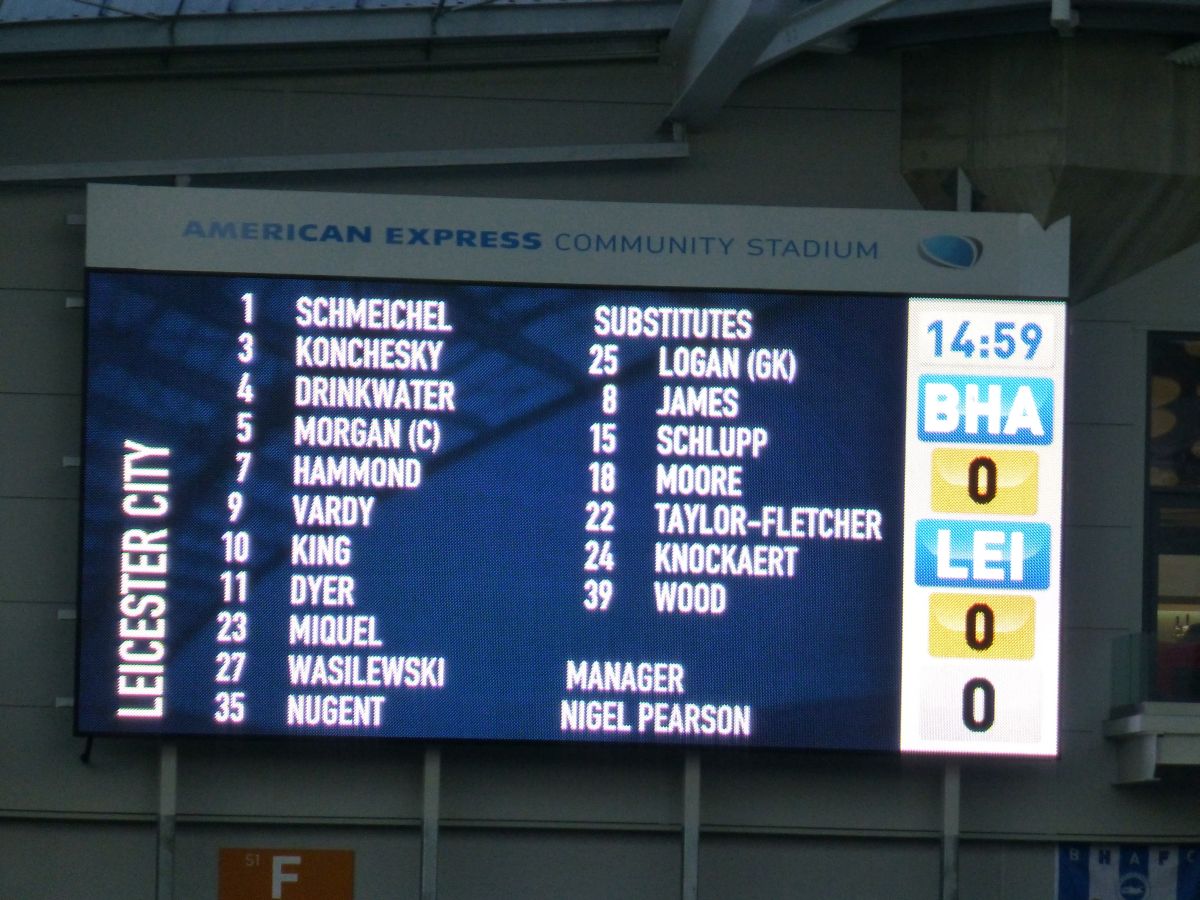 AMERICAN EXPRESS COMMUNITY STADIUM
LEICESTER CITY
1 SCHMEICHEL
3 KONCHESKY
4 DRINKWATER
5 MORGAN (C)
7 HAMMOND
9 VARDY
10 KING
11 DYER
23 MIQUEL
27 WASILEWSKI
35 NUGENT
SUBSTITUTES
25 LOGAN (GK)
8 JAMES
15 SCHLUPP
18 MOORE
22 TAYLOR-FLETCHER
24 KNOCKAERT
39 WOOD
MANAGER
NIGEL PEARSON
14:59
BHA
0
LEI
0
0
S1 F
BHAFC